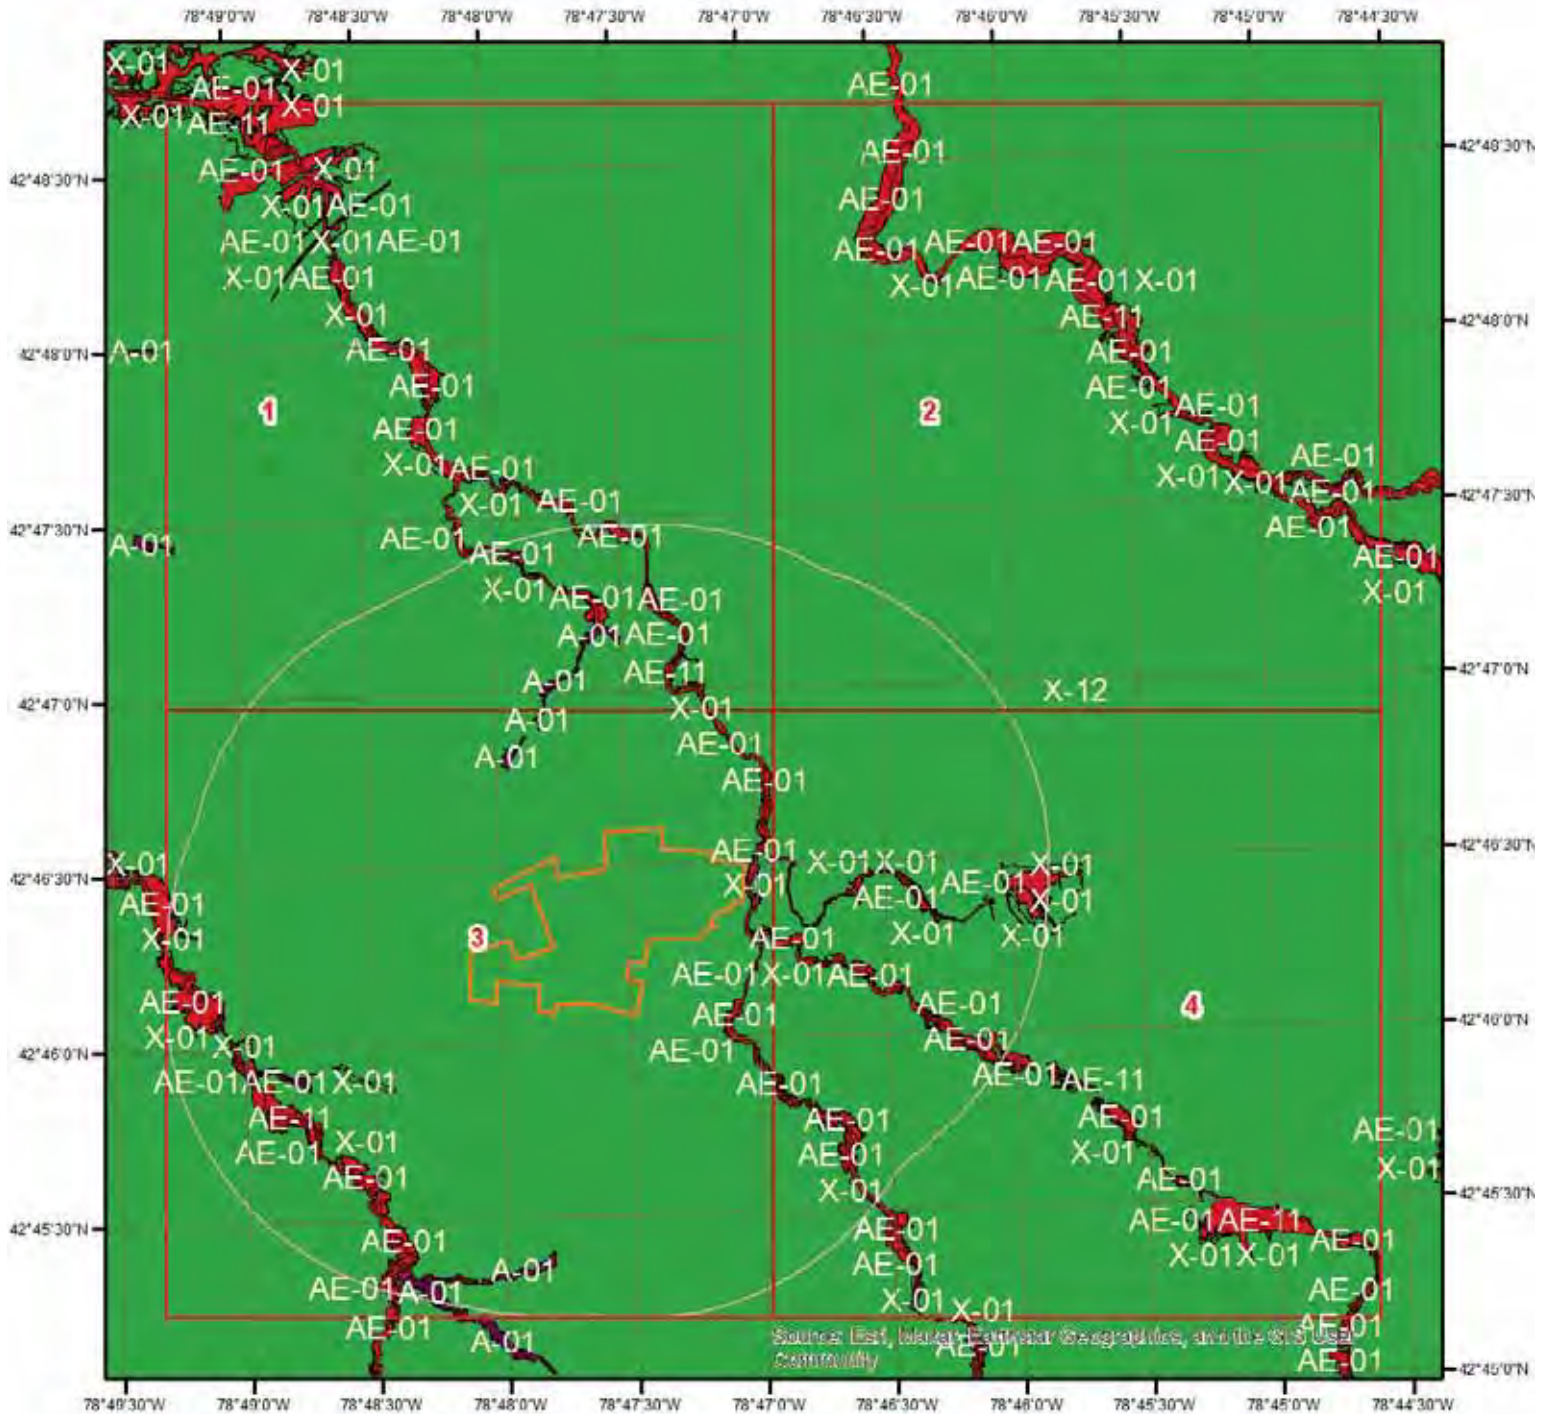 78°49'0"W 78°48'30"W 78°48'0"W 78°47'30"W 78°47'0"W 78°46'30"W 78°46'0"W 78°45'30"W 78°45'0"W 78°44'30"W
X-01 X-01
AE-01 AE-01
X-01 X-01
AE-11
42°48'30"N AE-01 X-01 AE-01 42°48'30"N
X-01 AE-01 AE-01
AE-01 X-01 AE-01 AE-01 AE-01 AE-01
X-01 AE-01 X-01 AE-01 AE-01 X-01
X-01 AE-11 42°48'0"N
42°48'0"N A-01 AE-01 AE-01
AE-01 AE-01
1 2 AE-01
AE-01 X-01
AE-01
X-01 AE-01 AE-01
X-01 AE-01 X-01 X-01 AE-01 42°47'30"N
42°47'30"N AE-01 AE-01 AE-01
A-01 AE-01 AE-01
X-01 AE-01 AE-01 X-01
A-01 AE-01
AE-11 42°47'0"N
A-01 X-12
42°47'0"N A-01 X-01
A-01 AE-01
AE-01
X-01 AE-01 X-01 X-01 X-01 42°46'30"N
42°46'30"N X-01 AE-01 AE-01 X-01
AE-01
X-01 3 AE-01 X-01 X-01
AE-01 X-01 AE-01
AE-01 AE-01 AE-01 4
X-01 X-01 AE-01 AE-01 42°46'0"N
42°46'0"N AE-01 AE-01 X-01 AE-01 AE-01 AE-11
AE-11 AE-01 AE-01 AE-01
AE-01 X-01 AE-01 X-01 X-01
AE-01 X-01 AE-01 42°45'30"N
42°45'30"N AE-01 AE-01 AE-01 AE-11 AE-01
A-01 AE-01 X-01 X-01
AE-01 A-01 X-01 AE-01
AE-01 A-01 X-01 AE-01
Source: Esri, Maxar, Earthstar Geographics, and the GIS User
Community
AE-01 AE-01 42°45'0"N
78°49'30"W 78°49'0"W 78°48'30"W 78°48'0"W 78°47'30"W 78°47'0"W 78°46'30"W 78°46'0"W 78°45'30"W 78°45'0"W 78°44'30"W